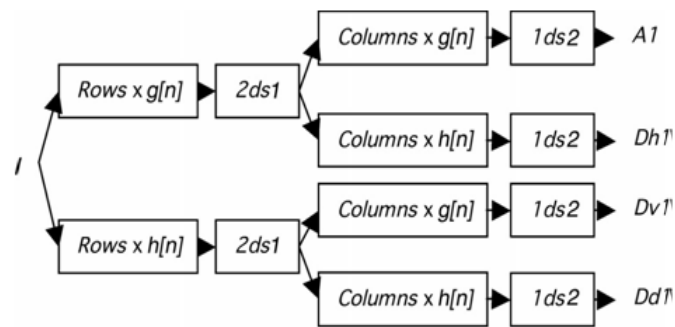 Columns x g[n] 1ds2 A1
Rows x g[n] 2ds1
Columns x h[n] 1ds2 Dh1
I
Columns x g[n] 1ds2 Dv1
Rows x h[n] 2ds1
Columns x h[n] 1ds2 Dd1